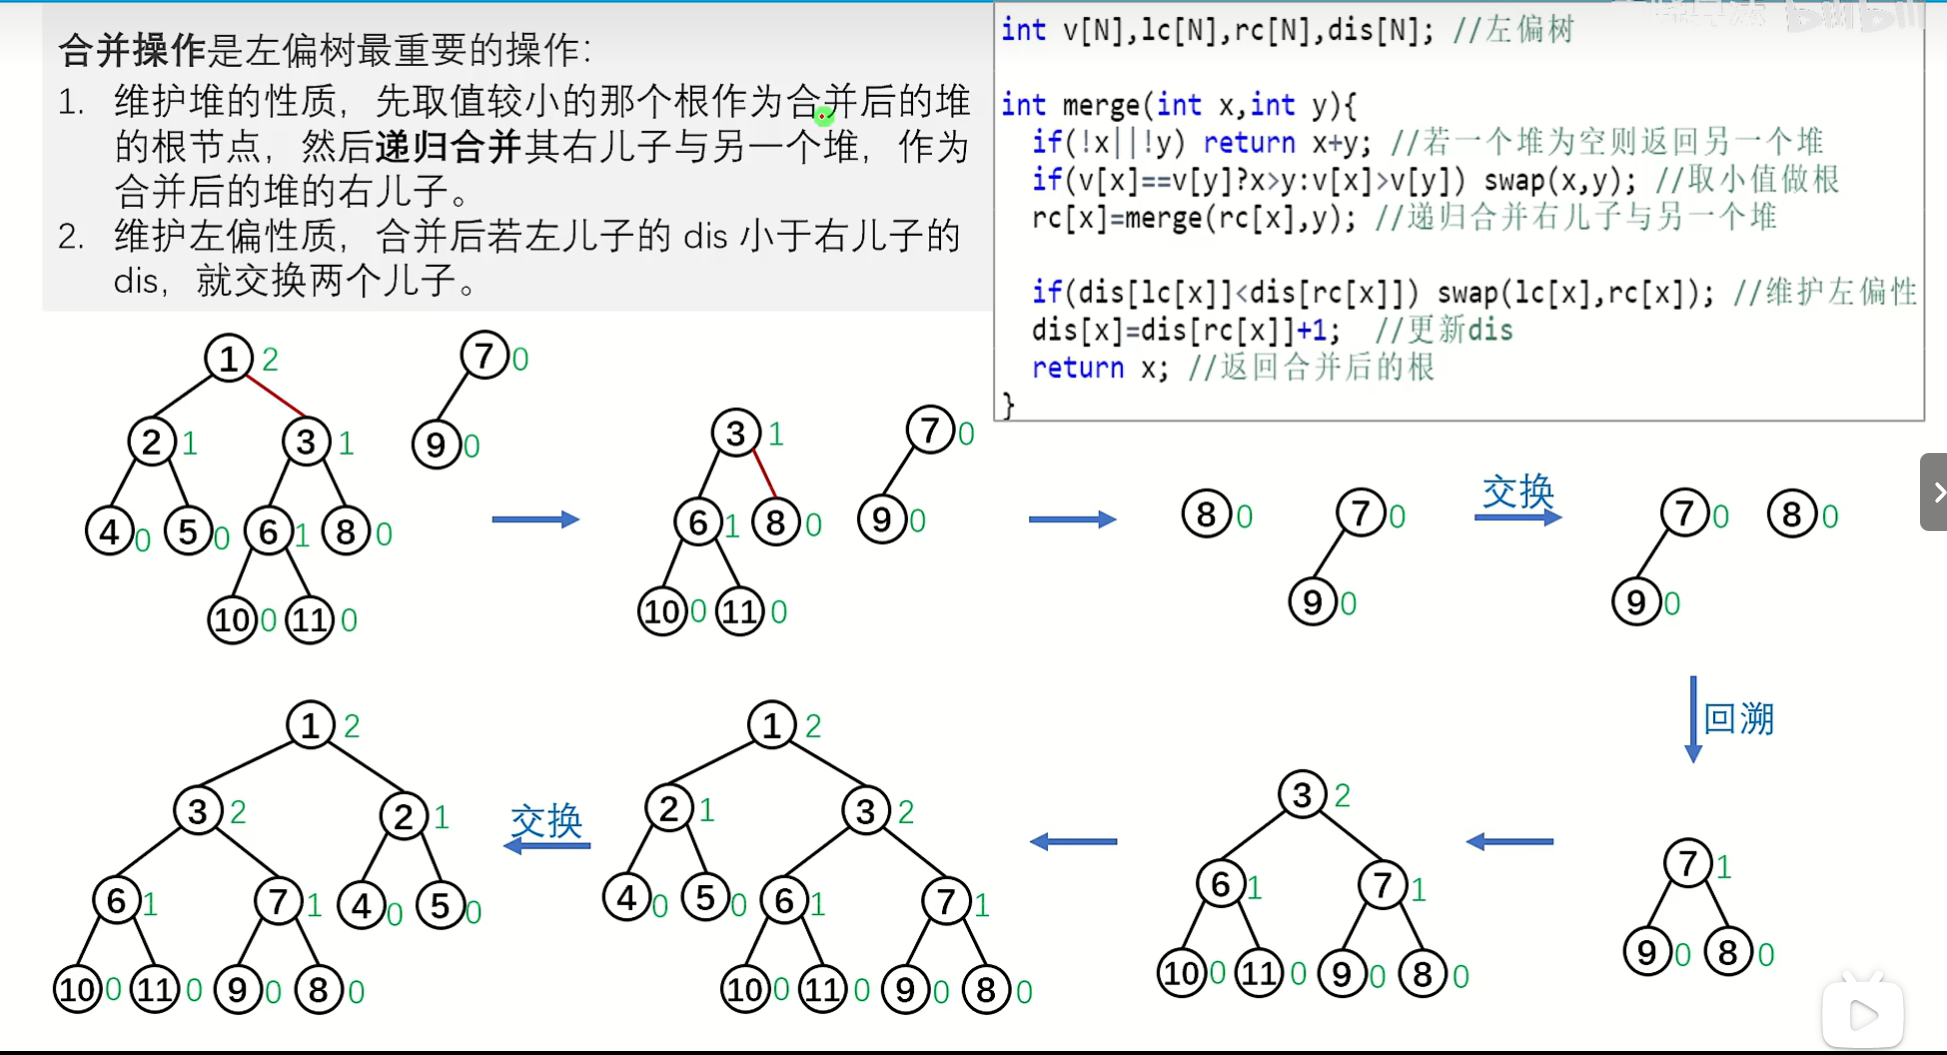 合并操作是左偏树最重要的操作：
1. 维护堆的性质，先取值较小的那个根作为合并后的堆
的根节点，然后递归合并其右儿子与另一个堆，作为
合并后的堆的右儿子。
2. 维护左偏性质，合并后若左儿子的 dis 小于右儿子的
dis，就交换两个儿子。
int v[N],lc[N],rc[N],dis[N]; //左偏树
int merge(int x,int y){
if(!x||!y) return x+y; //若一个堆为空则返回另一个堆
if(v[x]==v[y]?x>y:v[x]>v[y]) swap(x,y); //取小值做根
rc[x]=merge(rc[x],y); //递归合并右儿子与另一个堆
if(dis[lc[x]]<dis[rc[x]]) swap(lc[x],rc[x]); //维护左偏性
dis[x]=dis[rc[x]]+1; //更新dis
return x; //返回合并后的根
}
1 2 7 0
2 1 3 1 9 0
4 0 5 0 6 1 8 0
10 0 11 0
3 1 7 0
6 1 8 0 9 0
10 0 11 0
8 0 7 0
9 0
交换
7 0 8 0
9 0
回溯
7 1
9 0 8 0
3 2
6 1 7 1
10 0 11 0 9 0 8 0
1 2
2 1 3 2
4 0 5 0 6 1 7 1
10 0 11 0 9 0 8 0
交换
1 2
3 2 2 1
6 1 7 1 4 0 5 0
10 0 11 0 9 0 8 0